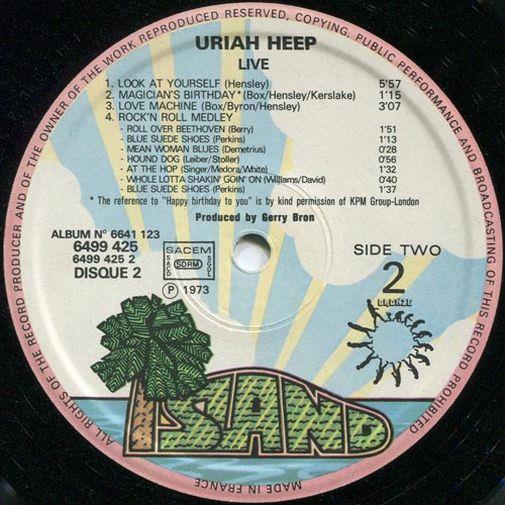 ALL RIGHTS OF THE RECORD PRODUCER AND OF THE OWNER OF THE WORK REPRODUCED RESERVED, COPYING, PUBLIC PERFORMANCE AND BROADCASTING OF THIS RECORD PROHIBITED
URIAH HEEP
LIVE
1. LOOK AT YOURSELF (Hensley) 5'57
2. MAGICIAN'S BIRTHDAY* (Box/Hensley/Kerslake) 1'15
3. LOVE MACHINE (Box/Byron/Hensley) 3'07
4. ROCK'N ROLL MEDLEY
- ROLL OVER BEETHOVEN (Berry) 1'51
- BLUE SUEDE SHOES (Perkins) 1'13
- MEAN WOMAN BLUES (Demetrius) 0'28
- HOUND DOG (Leiber/Stoller) 0'56
- AT THE HOP (Singer/Medora/White) 1'32
- WHOLE LOTTA SHAKIN' GOIN' ON (Williams/David) 0'40
- BLUE SUEDE SHOES (Perkins) 1'37
* The reference to "Happy birthday to you" is by kind permission of KPM Group-London
Produced by Gerry Bron
ALBUM N° 6641 123
6499 425
6499 425 2
DISQUE 2
SACEM
SACD SDRM SGDL
P 1973
SIDE TWO
2
BRONZE
ISLAND
MADE IN FRANCE